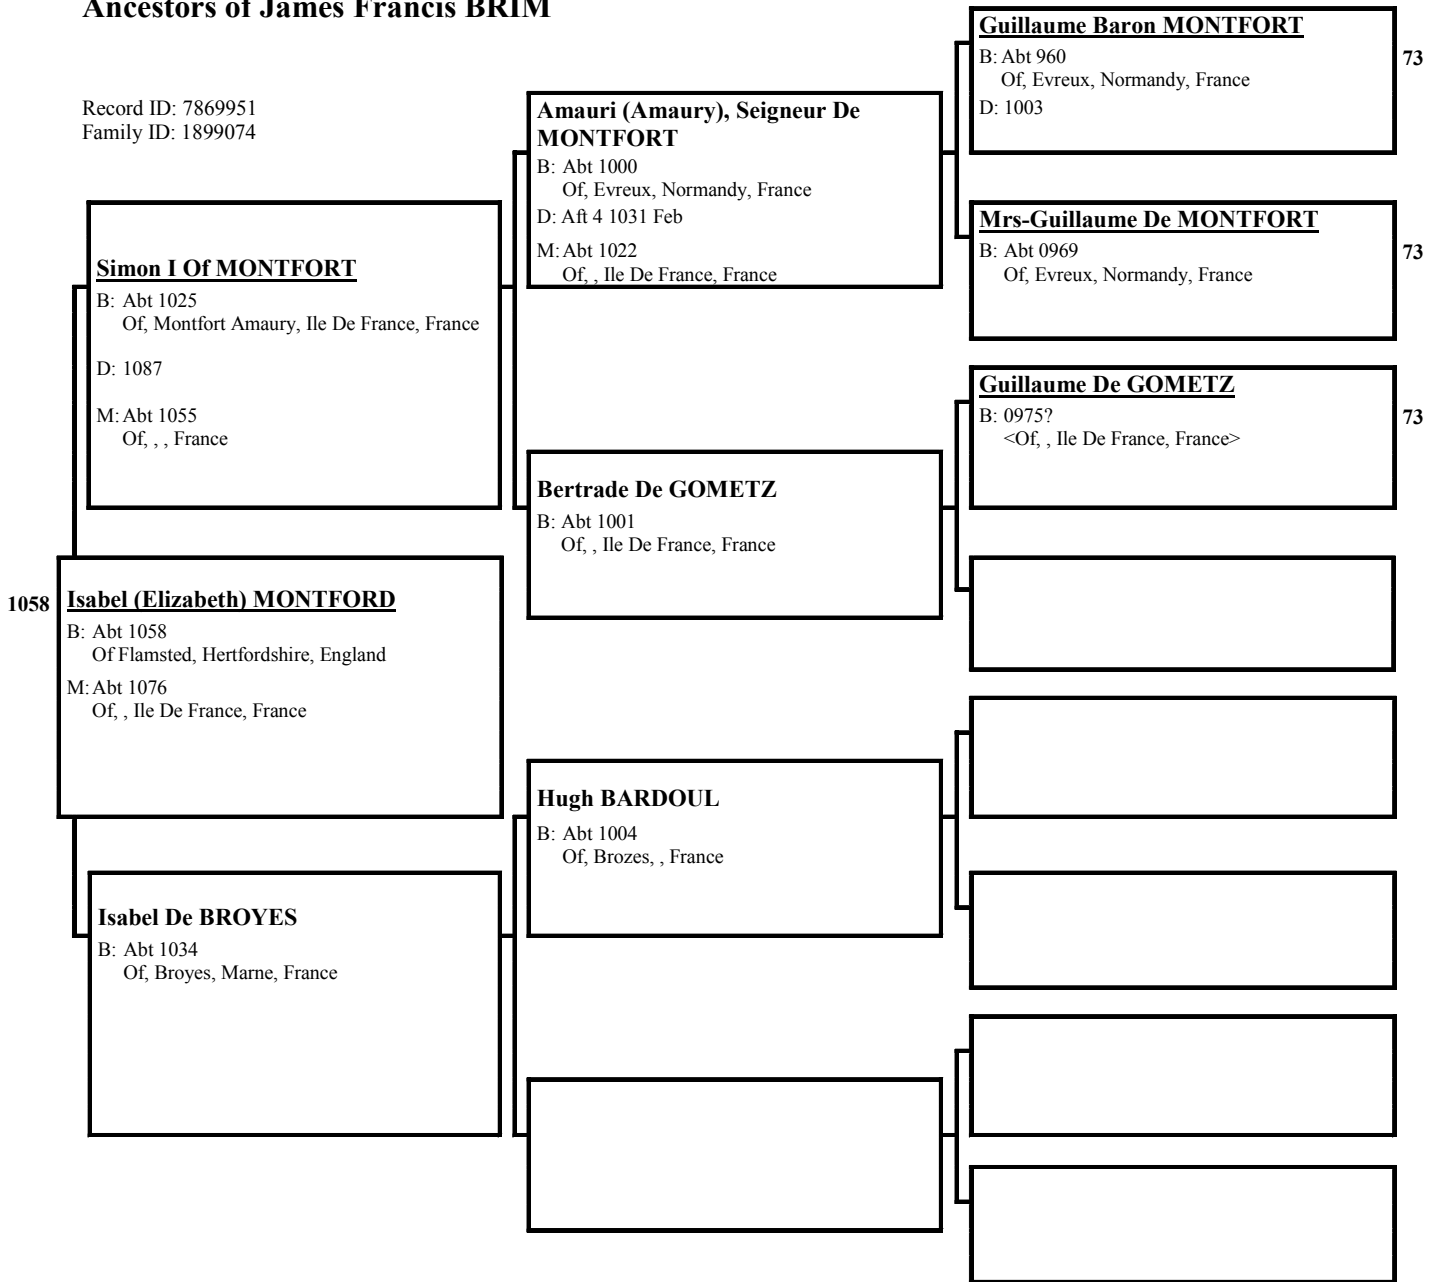 Ancestors of James Francis BRIM
Record ID: 7869951
Family ID: 1899074
Guillaume Baron MONTFORT
B: Abt 960
Of, Evreux, Normandy, France
D: 1003
73
Amauri (Amaury), Seigneur De
MONTFORT
B: Abt 1000
Of, Evreux, Normandy, France
D: Aft 4 1031 Feb
M: Abt 1022
Of, , Ile De France, France
Mrs-Guillaume De MONTFORT
B: Abt 0969
Of, Evreux, Normandy, France
73
Simon I Of MONTFORT
B: Abt 1025
Of, Montfort Amaury, Ile De France, France
D: 1087
M: Abt 1055
Of, , , France
Guillaume De GOMETZ
B: 0975?
<Of, , Ile De France, France>
73
Bertrade De GOMETZ
B: Abt 1001
Of, , Ile De France, France
1058
Isabel (Elizabeth) MONTFORD
B: Abt 1058
Of Flamsted, Hertfordshire, England
M: Abt 1076
Of, , Ile De France, France
Hugh BARDOUL
B: Abt 1004
Of, Brozes, , France
Isabel De BROYES
B: Abt 1034
Of, Broyes, Marne, France